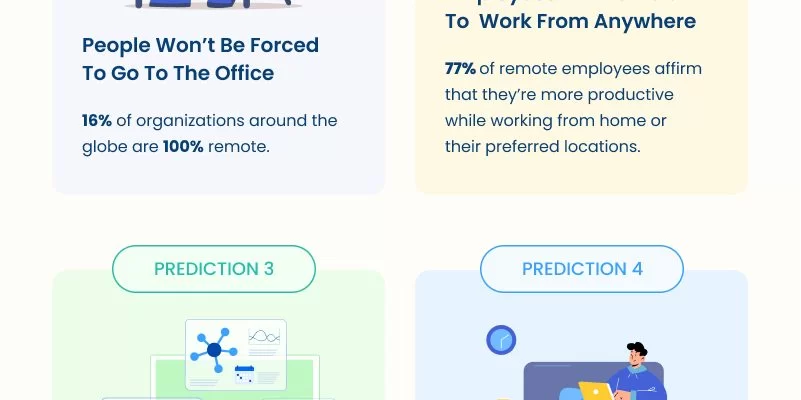 People Won’t Be Forced
To Go To The Office
16% of organizations around the
globe are 100% remote.
To Work From Anywhere
77% of remote employees affirm
that they’re more productive
while working from home or
their preferred locations.
PREDICTION 3
PREDICTION 4